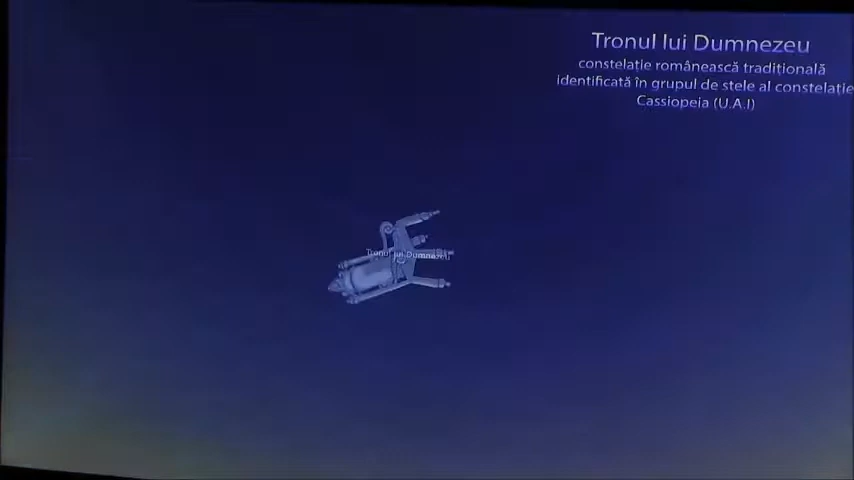 Tronul lui Dumnezeu
constelație românească tradițională
identificată în grupul de stele al constelație
Cassiopeia (U.A.I)
Tronul lui Dumnezeu